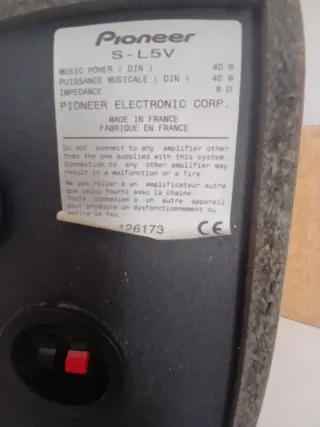 Pioneer
S-L5V
MUSIC POWER ( DIN ) 40 W
PUISSANCE MUSICALE ( DIN ) 40 W
IMPEDANCE 6 Ω
PIONEER ELECTRONIC CORP.
MADE IN FRANCE
FABRIQUE EN FRANCE
Do not connect to any amplifier other
than the one supplied with this system.
Connection to any other amplifier may
result in a malfunction or a fire
Ne pas relier a un amplificateur autre
que celui fourni avec la chaine.
Toute connexion a un autre appareil
peut produire un dysfonctionnement ou
mettre le feu.
126173 CE